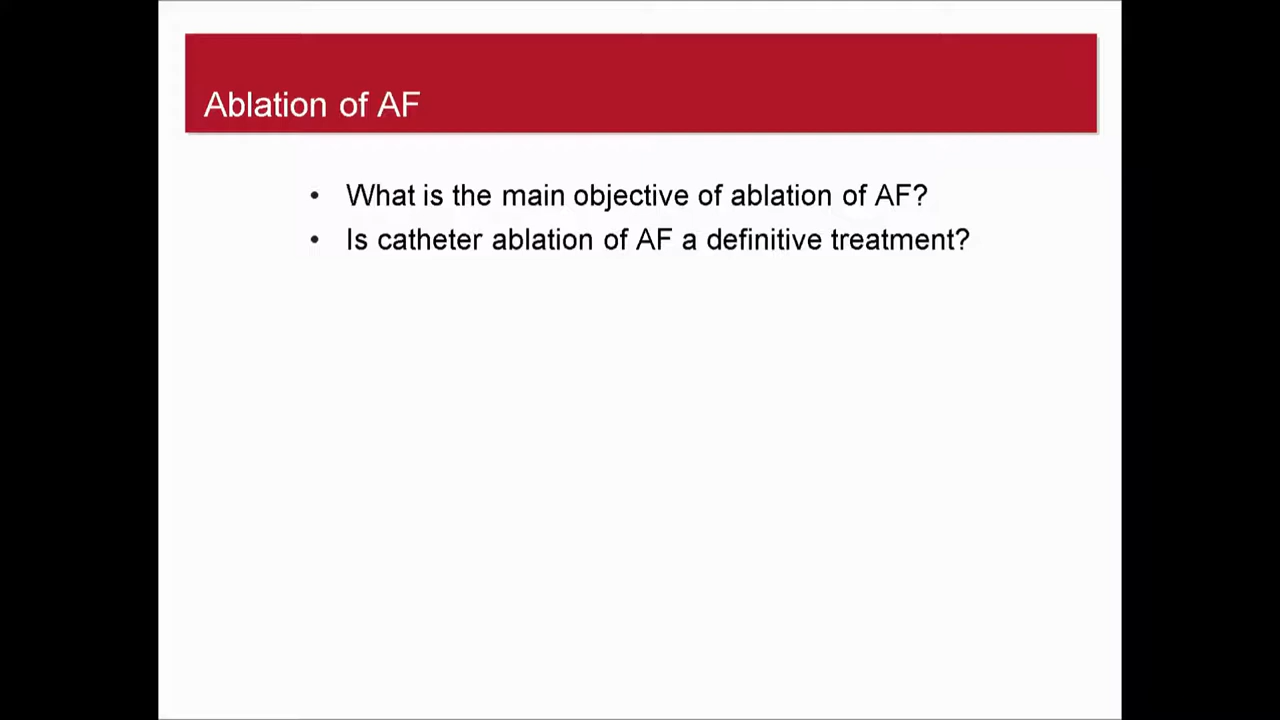 Ablation of AF
• What is the main objective of ablation of AF?
• Is catheter ablation of AF a definitive treatment?